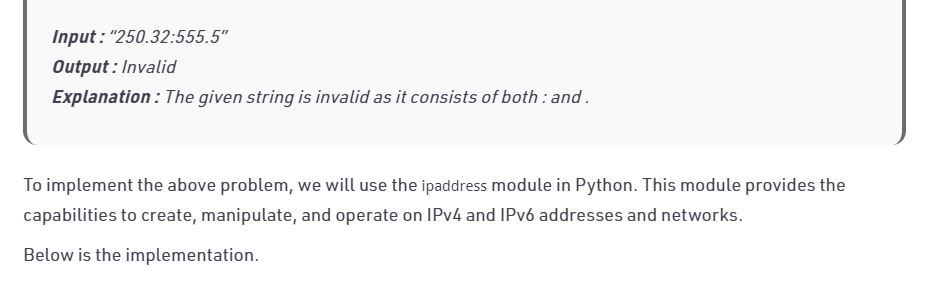 Input : “250.32:555.5”
Output : Invalid
Explanation : The given string is invalid as it consists of both : and .
To implement the above problem, we will use the ipaddress module in Python. This module provides the
capabilities to create, manipulate, and operate on IPv4 and IPv6 addresses and networks.
Below is the implementation.